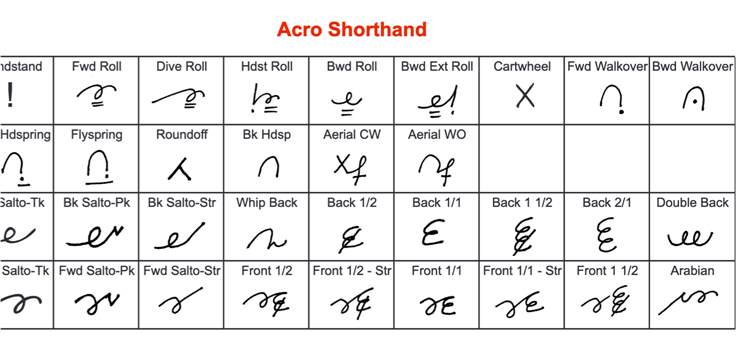 Acro Shorthand
ndstand Fwd Roll Dive Roll Hdst Roll Bwd Roll Bwd Ext Roll Cartwheel Fwd Walkover Bwd Walkover
Hdspring Flyspring Roundoff Bk Hdsp Aerial CW Aerial WO
Salto-Tk Bk Salto-Pk Bk Salto-Str Whip Back Back 1/2 Back 1/1 Back 1 1/2 Back 2/1 Double Back
Salto-Tk Fwd Salto-Pk Fwd Salto-Str Front 1/2 Front 1/2 - Str Front 1/1 Front 1/1 - Str Front 1 1/2 Arabian